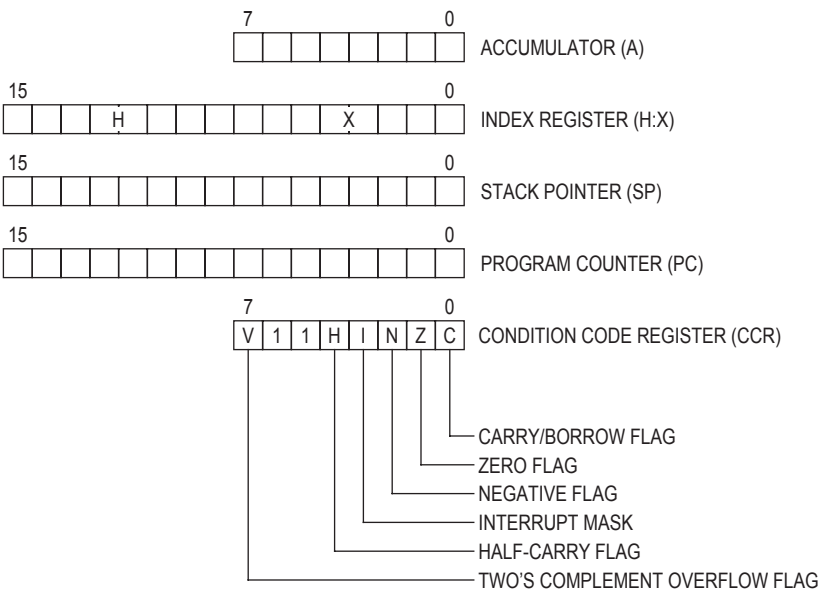 7 0
ACCUMULATOR (A)
15 0
H X INDEX REGISTER (H:X)
15 0
STACK POINTER (SP)
15 0
PROGRAM COUNTER (PC)
7 0
V 1 1 H I N Z C CONDITION CODE REGISTER (CCR)
CARRY/BORROW FLAG
ZERO FLAG
NEGATIVE FLAG
INTERRUPT MASK
HALF-CARRY FLAG
TWO'S COMPLEMENT OVERFLOW FLAG